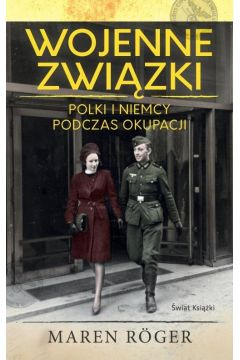 WOJENNE
ZWIĄZKI
POLKI I NIEMCY
PODCZAS OKUPACJI
Świat Książki
MAREN RÖGER